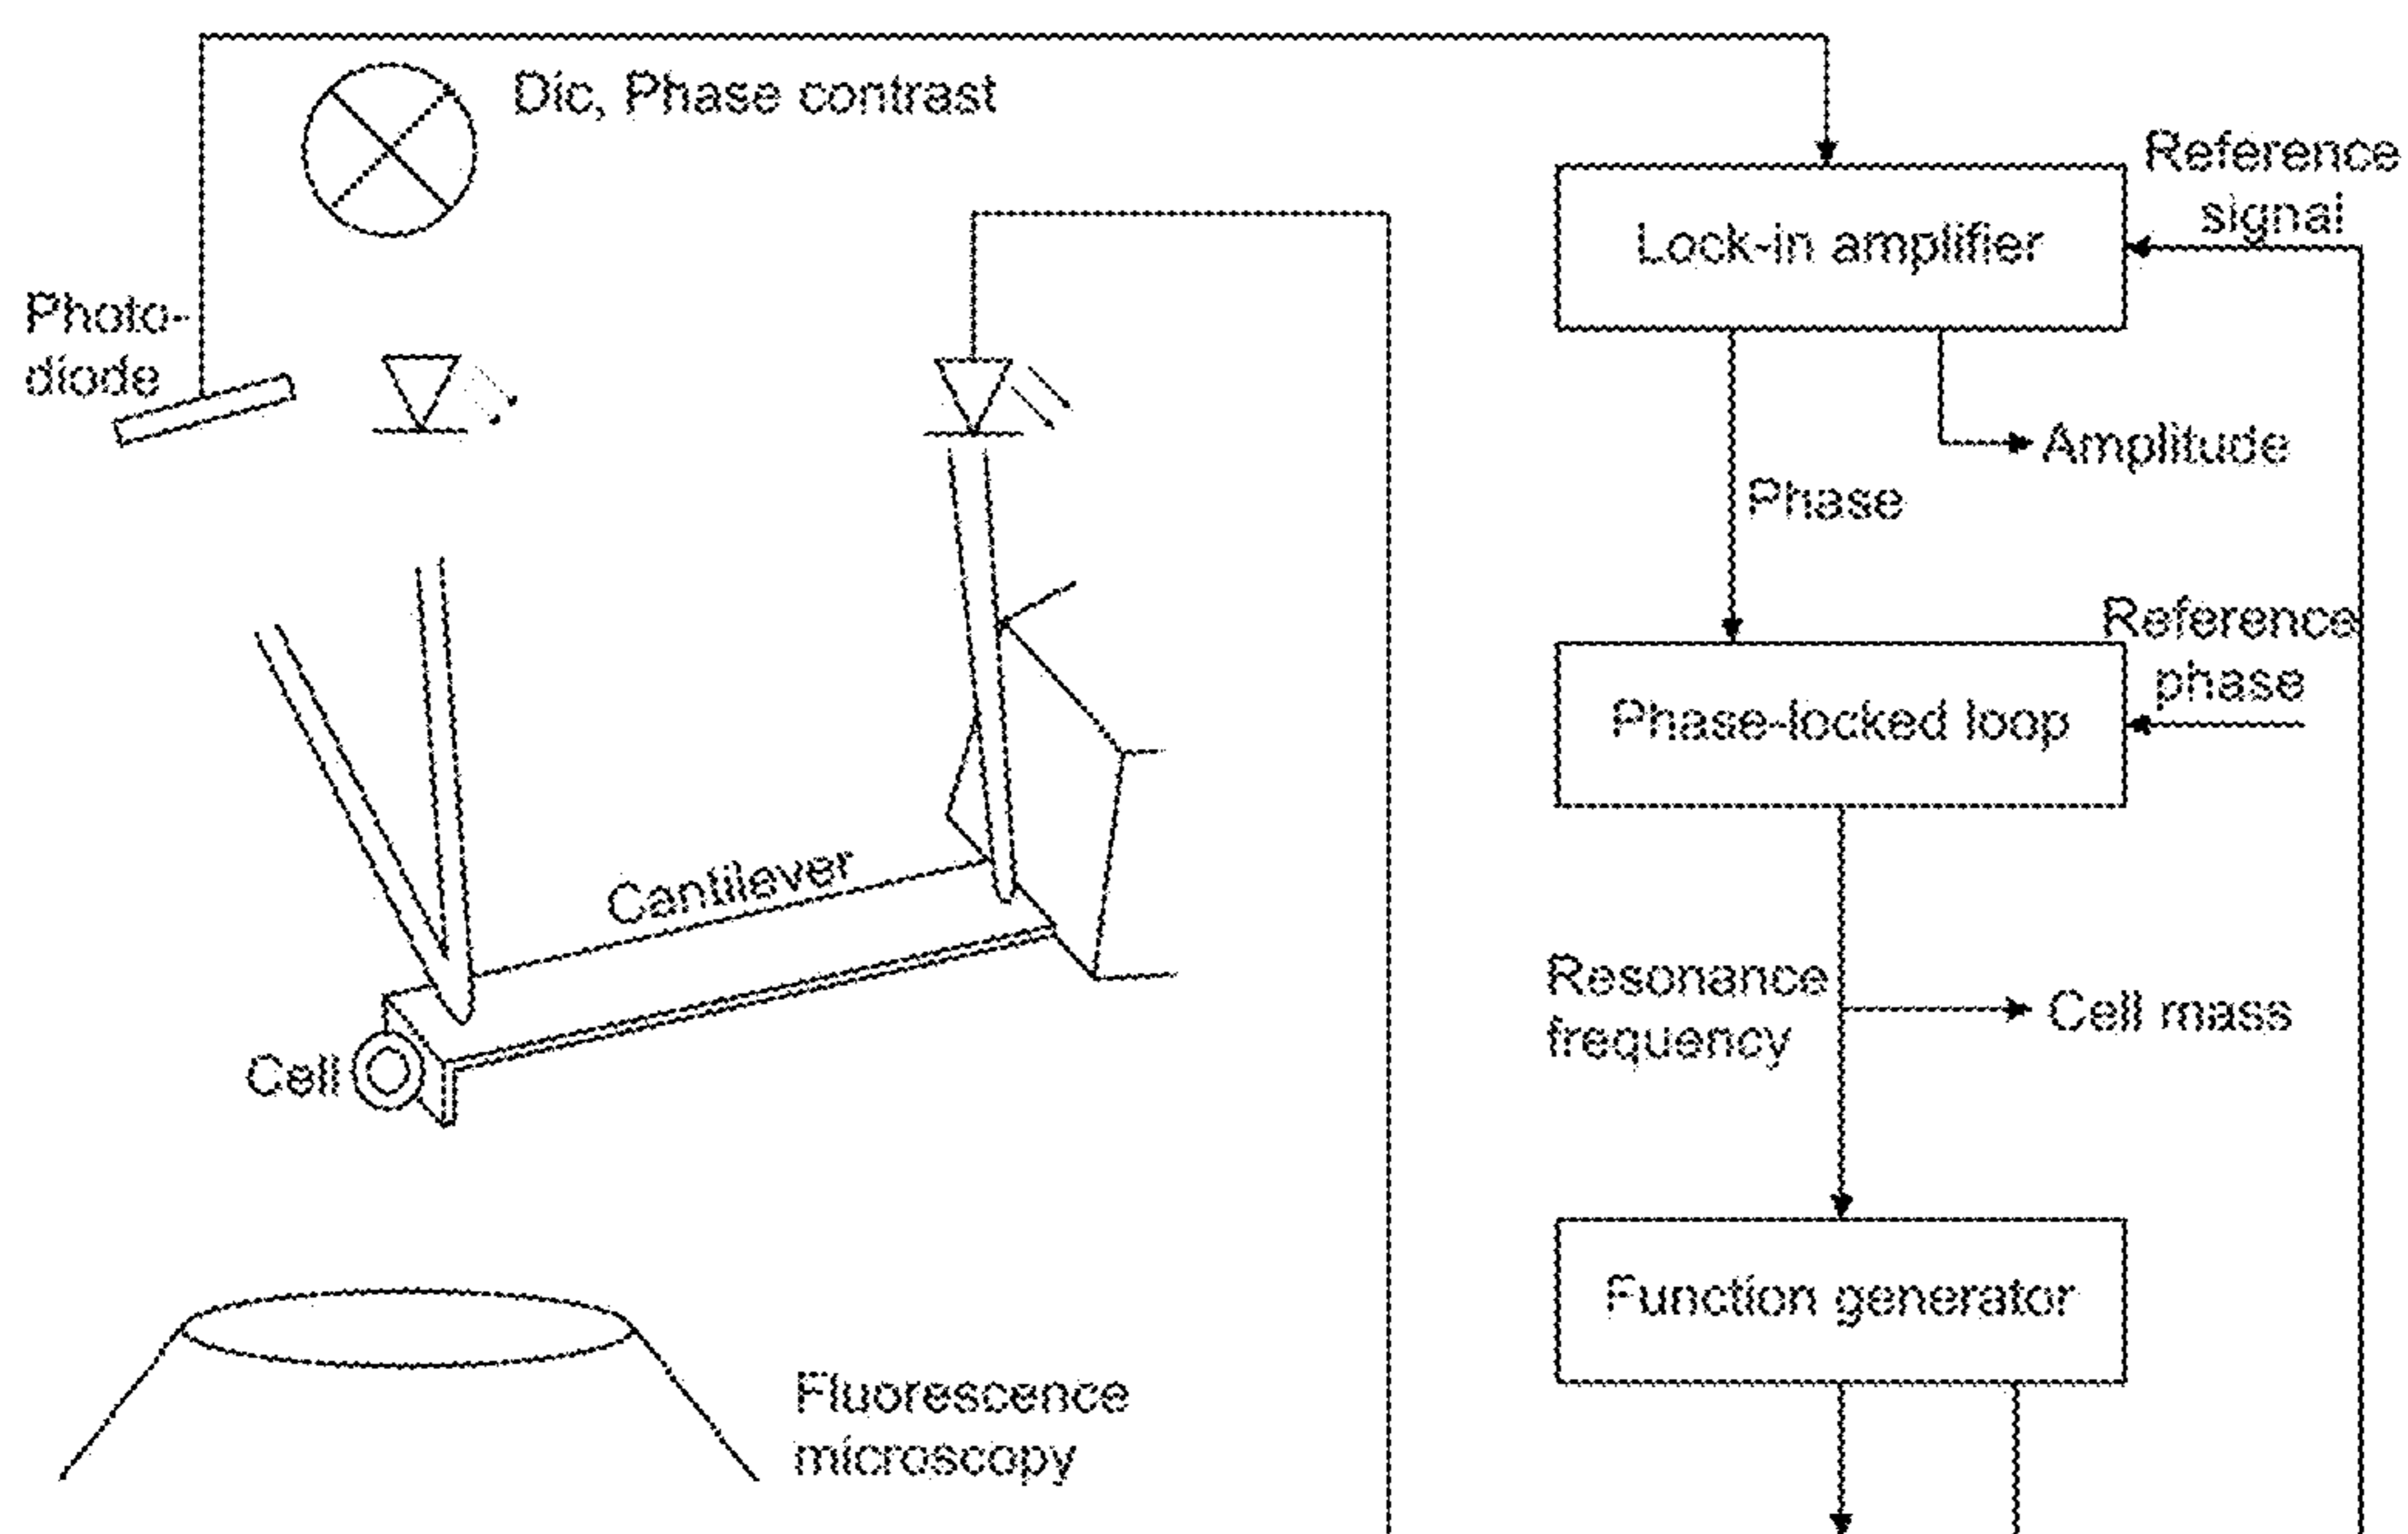 Dic, Phase contrast
Photo-
diode
Cantilever
Cell
Fluorescence
microscopy
Reference
signal
Lock-in amplifier
Amplitude
Phase
Reference
phase
Phase-locked loop
Resonance
frequency
Cell mass
Function generator